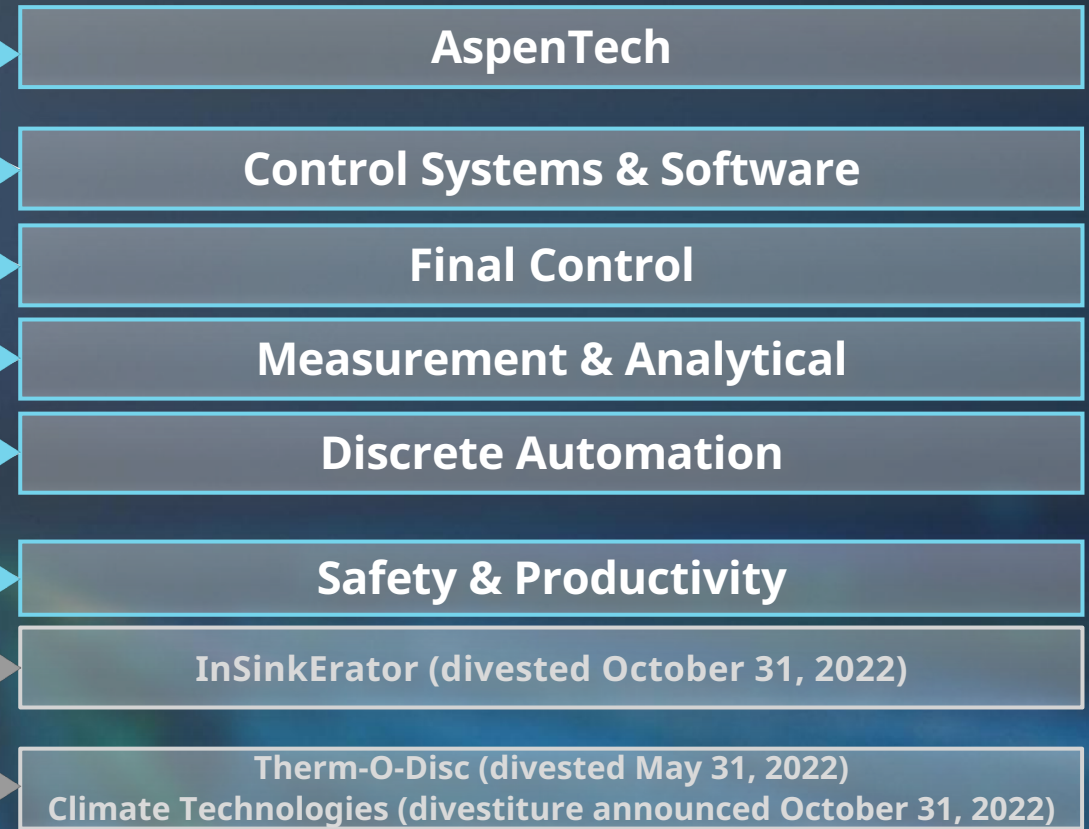 AspenTech
Control Systems & Software
Final Control
Measurement & Analytical
Discrete Automation
Safety & Productivity
InSinkErator (divested October 31, 2022)
Therm-O-Disc (divested May 31, 2022)
Climate Technologies (divestiture announced October 31, 2022)